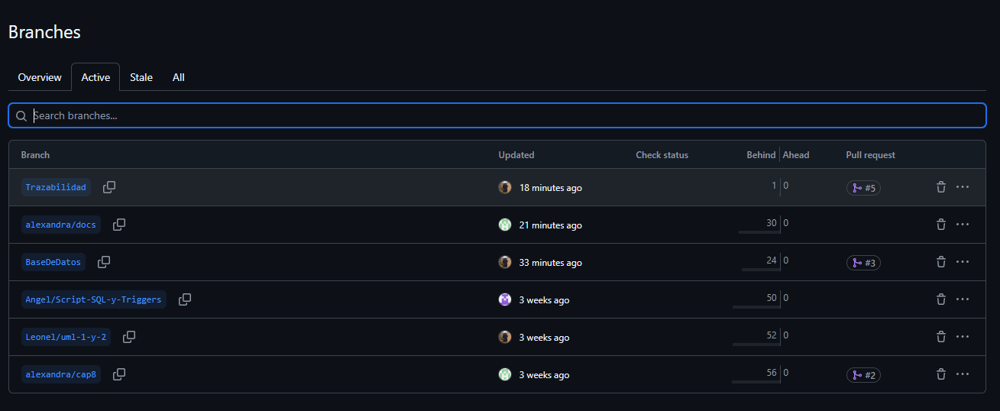 Branches
Overview Active Stale All
Search branches...
Branch Updated Check status Behind Ahead Pull request
Trazabilidad 18 minutes ago 1 0 #5
alexandra/docs 21 minutes ago 30 0
BaseDeDatos 33 minutes ago 24 0 #3
Angel/Script-SQL-y-Triggers 3 weeks ago 50 0
Leonel/uml-1-y-2 3 weeks ago 52 0
alexandra/cap8 3 weeks ago 56 0 #2